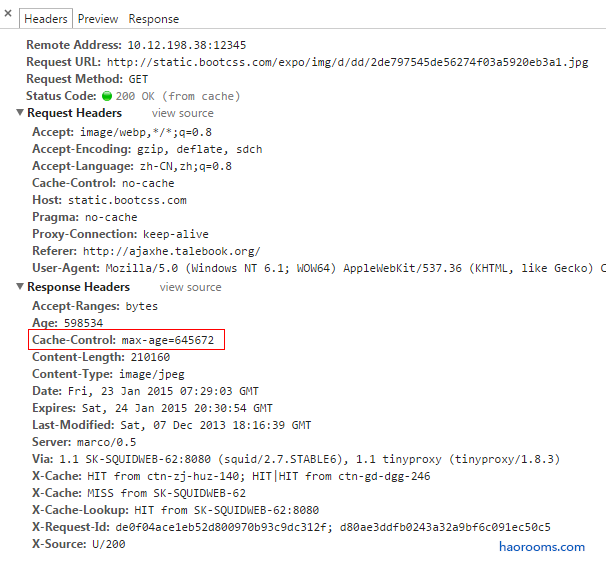 × Headers Preview Response
Remote Address: 10.12.198.38:12345
Request URL: http://static.bootcss.com/expo/img/d/dd/2de797545de56274f03a5920eb3a1.jpg
Request Method: GET
Status Code: 200 OK (from cache)
Request Headers view source
Accept: image/webp,*/*;q=0.8
Accept-Encoding: gzip, deflate, sdch
Accept-Language: zh-CN,zh;q=0.8
Cache-Control: no-cache
Host: static.bootcss.com
Pragma: no-cache
Proxy-Connection: keep-alive
Referer: http://ajaxhe.talebook.org/
User-Agent: Mozilla/5.0 (Windows NT 6.1; WOW64) AppleWebKit/537.36 (KHTML, like Gecko) C
Response Headers view source
Accept-Ranges: bytes
Age: 598534
Cache-Control: max-age=645672
Content-Length: 210160
Content-Type: image/jpeg
Date: Fri, 23 Jan 2015 07:29:03 GMT
Expires: Sat, 24 Jan 2015 20:30:54 GMT
Last-Modified: Sat, 07 Dec 2013 18:16:39 GMT
Server: marco/0.5
Via: 1.1 SK-SQUIDWEB-62:8080 (squid/2.7.STABLE6), 1.1 tinyproxy (tinyproxy/1.8.3)
X-Cache: HIT from ctn-zj-huz-140; HIT|HIT from ctn-gd-dgg-246
X-Cache: MISS from SK-SQUIDWEB-62
X-Cache-Lookup: HIT from SK-SQUIDWEB-62:8080
X-Request-Id: de0f04ace1eb52d800970b93c9dc312f; d80ae3ddfb0243a32a9bf6c091ec50c5
X-Source: U/200
haorooms.com